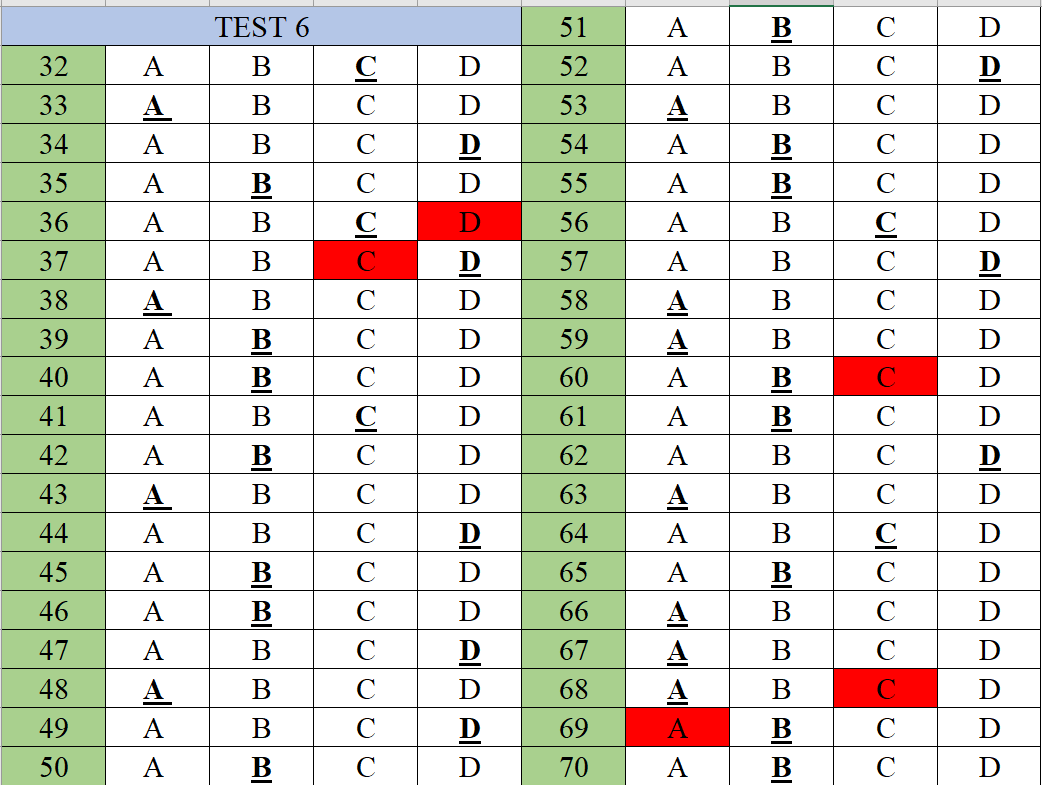 TEST 6 51 A B C D
32 A B C D 52 A B C D
33 A B C D 53 A B C D
34 A B C D 54 A B C D
35 A B C D 55 A B C D
36 A B C D 56 A B C D
37 A B C D 57 A B C D
38 A B C D 58 A B C D
39 A B C D 59 A B C D
40 A B C D 60 A B C D
41 A B C D 61 A B C D
42 A B C D 62 A B C D
43 A B C D 63 A B C D
44 A B C D 64 A B C D
45 A B C D 65 A B C D
46 A B C D 66 A B C D
47 A B C D 67 A B C D
48 A B C D 68 A B C D
49 A B C D 69 A B C D
50 A B C D 70 A B C D